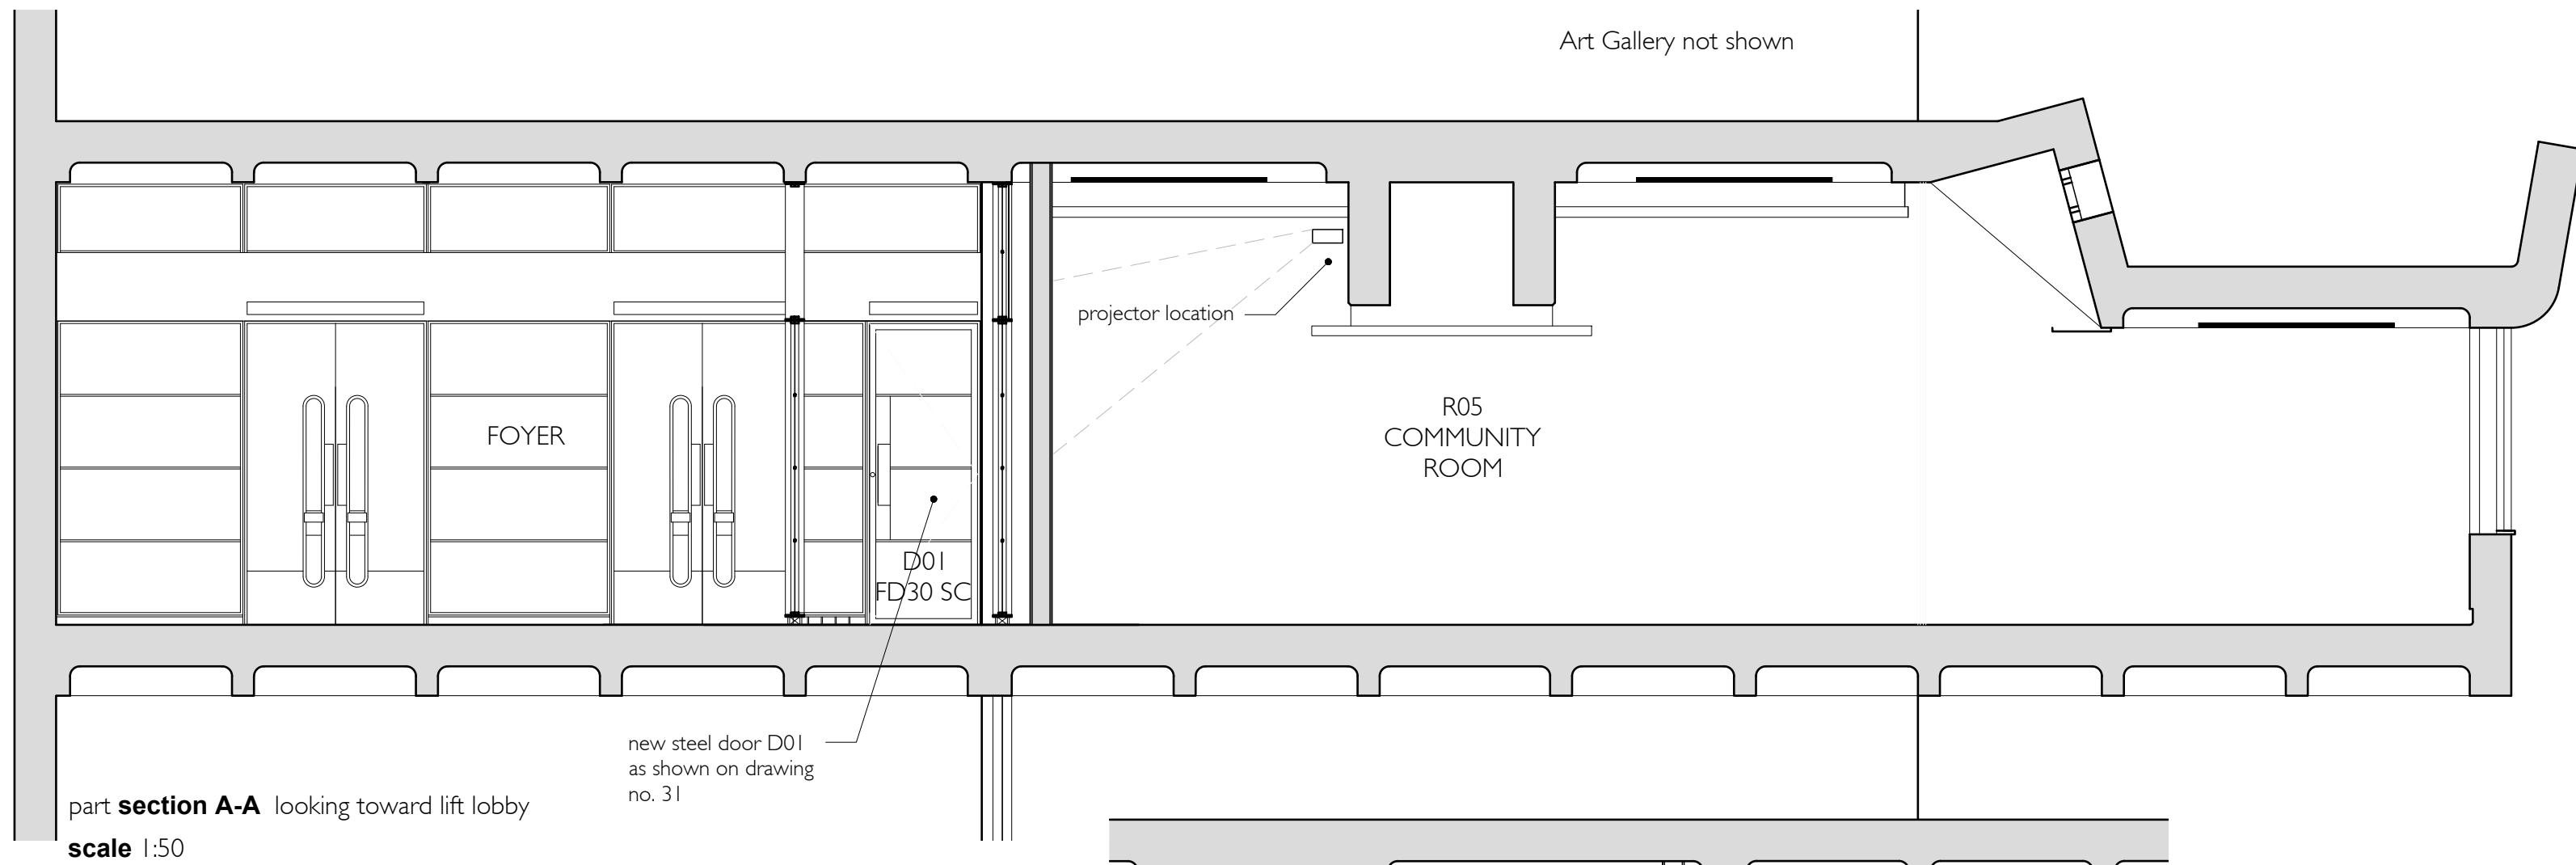 Art Gallery not shown
projector location
FOYER
R05
COMMUNITY
ROOM
D01
FD30 SC
new steel door D01
as shown on drawing
no. 31
part section A-A looking toward lift lobby
scale 1:50